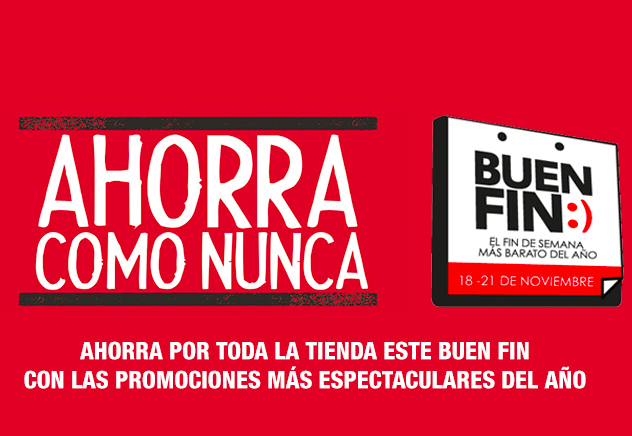 AHORRA
COMO NUNCA
BUEN
FIN:)
EL FIN DE SEMANA
MÁS BARATO DEL AÑO
18 -21 DE NOVIEMBRE
AHORRA POR TODA LA TIENDA ESTE BUEN FIN
CON LAS PROMOCIONES MÁS ESPECTACULARES DEL AÑO